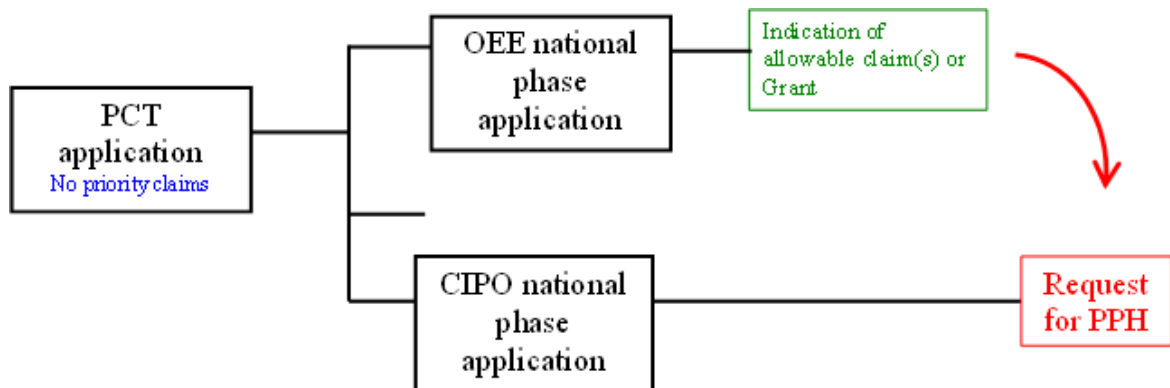 PCT
application
No priority claims
OEE national
phase
application
Indication of
allowable claim(s) or
Grant
CIPO national
phase
application
Request
for PPH